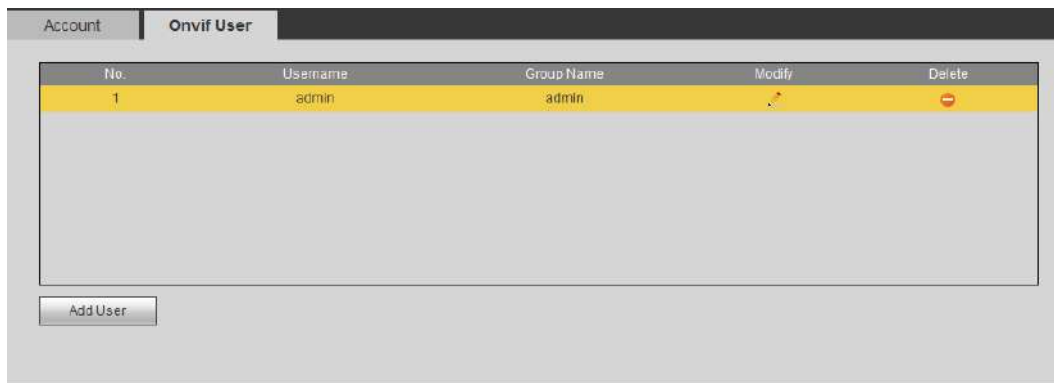 Account Onvif User
No. Username Group Name Modify Delete
1 admin admin
Add User